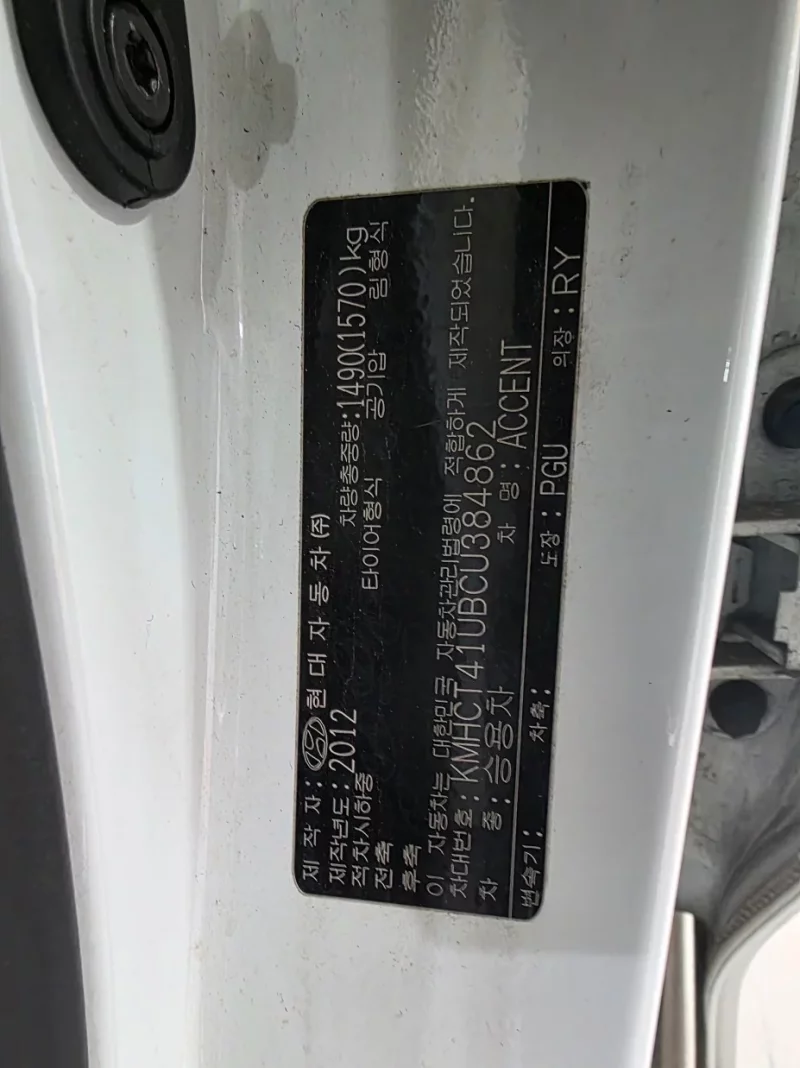 제 작 자: 현 대 자 동 차 (주)
제작년도: 2012 차량총중량:1490(1570)kg
적차시하중 타이어형식 공기압 림형식
전축
후축
이 자동차는 대한민국 자동차관리법령에 적합하게 제작되었습니다.
차대번호: KMHCT41UBCU384862
차 종: 승용차 차 명: ACCENT
변속기: 차축: 도장: PGU 의장: RY